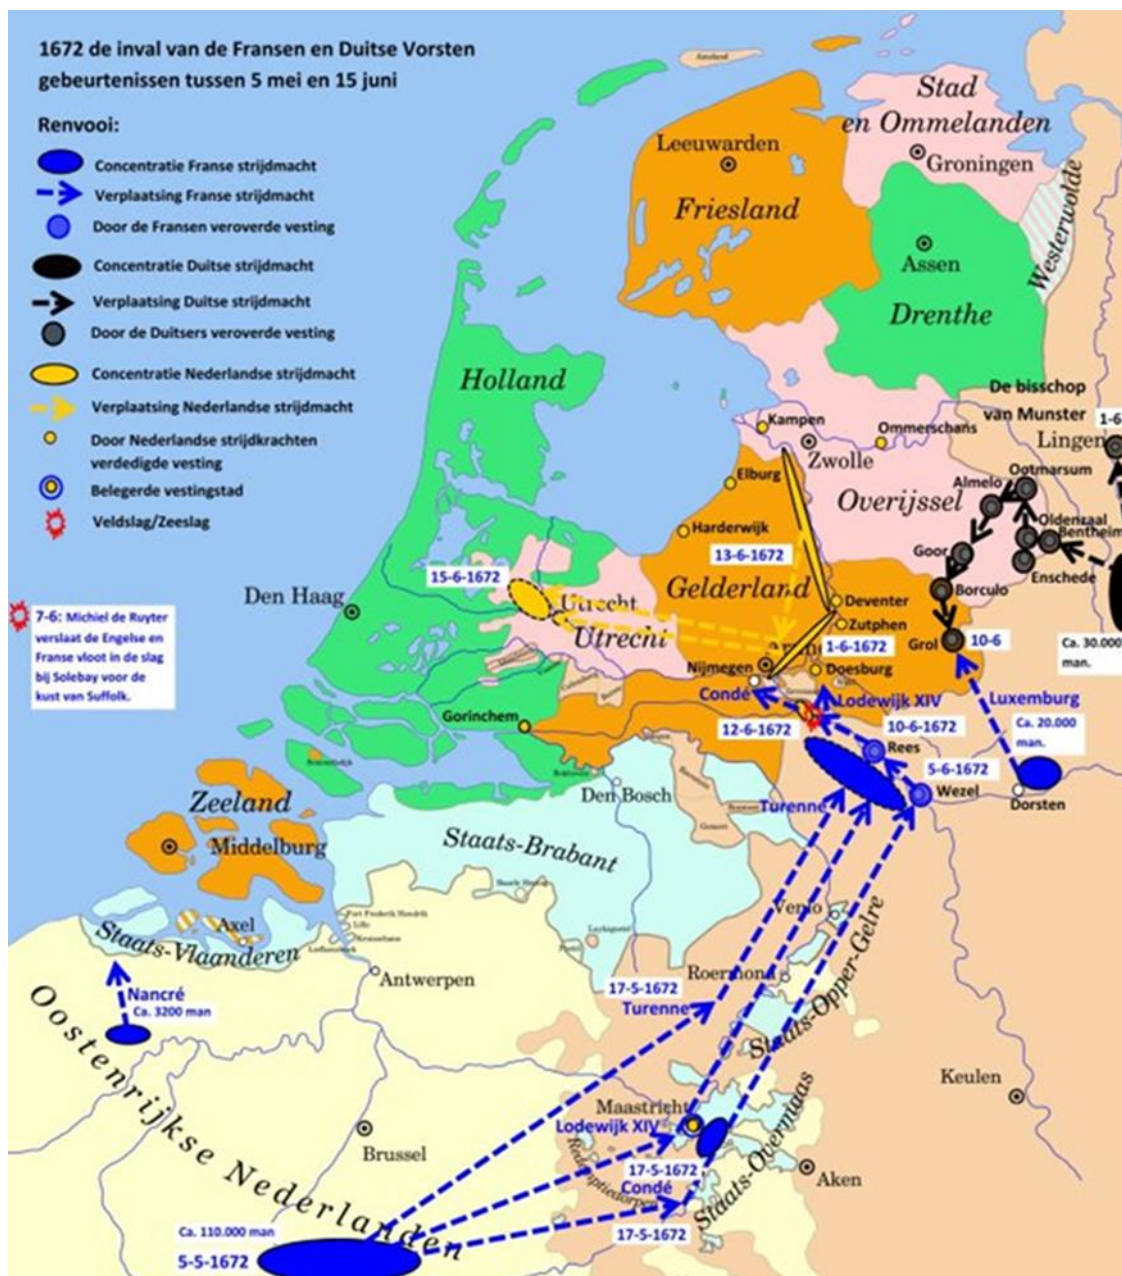 1672 de inval van de Fransen en Duitse Vorsten
gebeurtenissen tussen 5 mei en 15 juni
Renvooi:
Concentratie Franse strijdmacht
Verplaatsing Franse strijdmacht
Door de Fransen veroverde vesting
Concentratie Duitse strijdmacht
Verplaatsing Duitse strijdmacht
Door de Duitsers veroverde vesting
Concentratie Nederlandse strijdmacht
Verplaatsing Nederlandse strijdmacht
Door Nederlandse strijdkrachten
verdedigde vesting
Belegerde vestingstad
Veldslag/Zeeslag
7-6: Michiel de Ruyter
verslaat de Engelse en
Franse vloot in de slag
bij Solebay voor de
kust van Suffolk.
Ameland
Stad
en Ommelanden
Groningen
Leeuwarden
Friesland
Westerwolde
Assen
Drenthe
Holland
De bisschop
van Munster
1-6
Lingen
Kampen
Ommerschans
Zwolle
Elburg
Overijssel
Ootmarsum
Almelo
Oldenzaal
Bentheim
Harderwijk
13-6-1672
Goor
Enschede
15-6-1672
Gelderland
Borculo
Den Haag
Utrecht
Utrecht
Deventer
Zutphen
1-6-1672
Grol
10-6
Ca. 30.000
man.
Nijmegen
Doesburg
Condé
Lodewijk XIV
Luxemburg
Ca. 20.000
man.
Gorinchem
12-6-1672
10-6-1672
Rees
5-6-1672
Wezel
Dorsten
Turenne
Den Bosch
Zeeland
Middelburg
Staats-Brabant
Axel
Staats-Vlaanderen
Fort Frederik Hendrik
Lillo
Antwerpen
Venlo
Roermond
Staats-Opper-Gelre
17-5-1672
Turenne
Nancré
Ca. 3200 man
Oostenrijkse Nederlanden
Keulen
Maastricht
Lodewijk XIV
Brussel
17-5-1672
Condé
Redemptiedorpen
Staats-Overmaas
Aken
17-5-1672
Ca. 110.000 man
5-5-1672